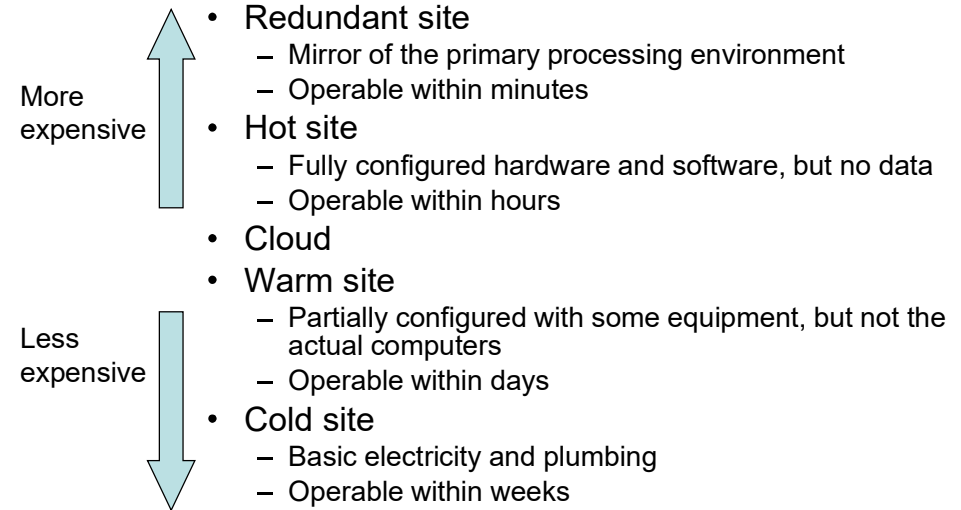 • Redundant site
– Mirror of the primary processing environment
– Operable within minutes
More
expensive
• Hot site
– Fully configured hardware and software, but no data
– Operable within hours
• Cloud
• Warm site
– Partially configured with some equipment, but not the
actual computers
– Operable within days
Less
expensive
• Cold site
– Basic electricity and plumbing
– Operable within weeks